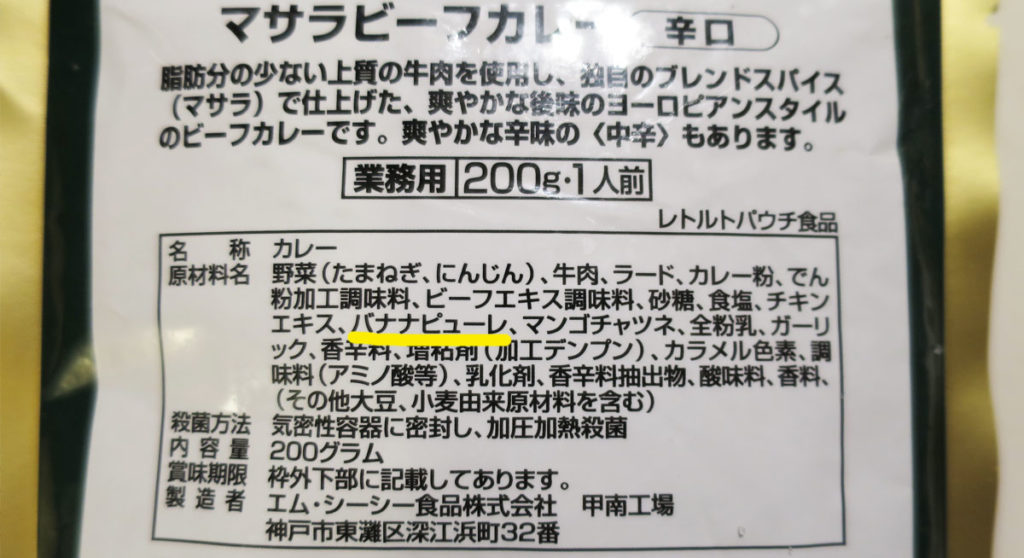 マサラビーフカレー 辛口
脂肪分の少ない上質の牛肉を使用し、独自のブレンドスパイス
(マサラ)で仕上げた、爽やかな後味のヨーロピアンスタイル
のビーフカレーです。爽やかな辛味の〈中辛〉もあります。
業務用 200g・1人前
レトルトパウチ食品
名称 カレー
原材料名 野菜(たまねぎ、にんじん)、牛肉、ラード、カレー粉、でん
粉加工調味料、ビーフエキス調味料、砂糖、食塩、チキン
エキス、バナナピューレ、マンゴチャツネ、全粉乳、ガーリ
ック、香辛料、増粘剤(加工デンプン)、カラメル色素、調
味料(アミノ酸等)、乳化剤、香辛料抽出物、酸味料、香料、
(その他大豆、小麦由来原材料を含む)
殺菌方法 気密性容器に密封し、加圧加熱殺菌
内容量 200グラム
賞味期限 枠外下部に記載してあります。
製造者 エム・シーシー食品株式会社 甲南工場
神戸市東灘区深江浜町32番